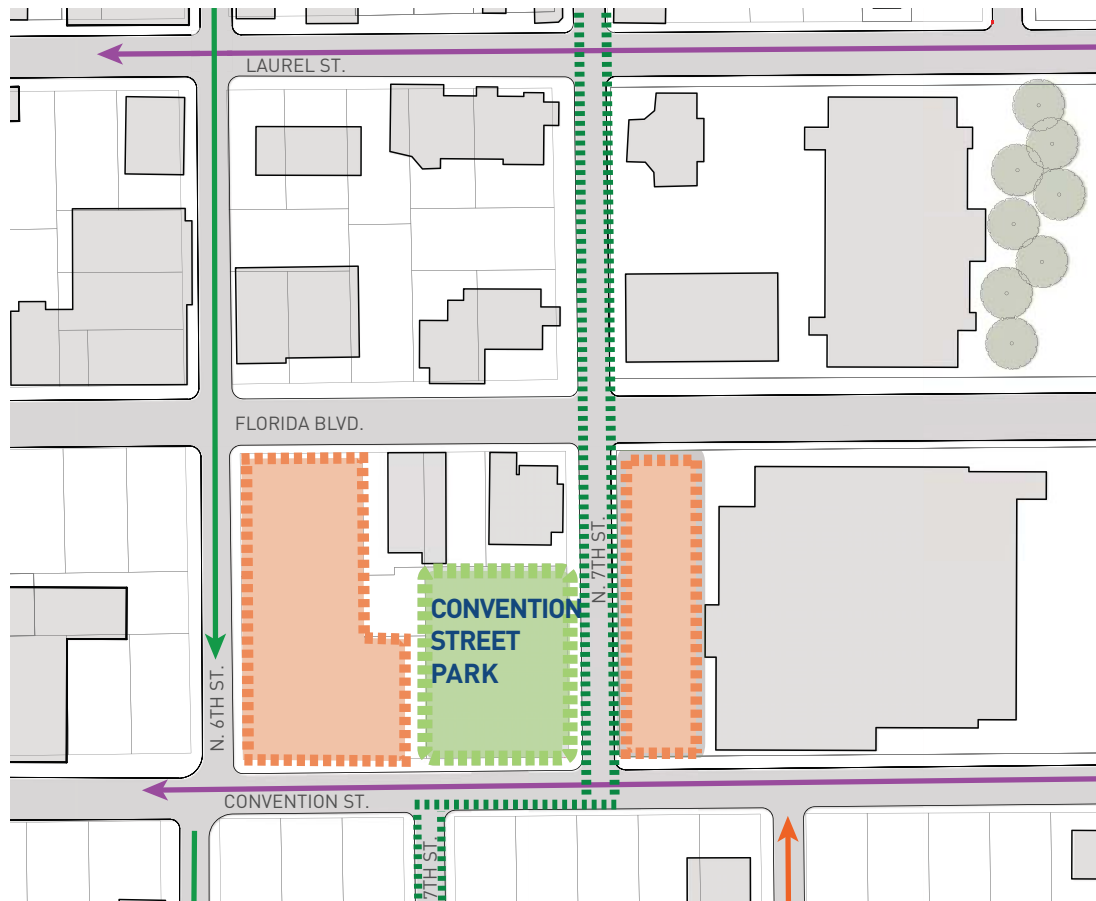 LAUREL ST.
FLORIDA BLVD.
N. 7TH ST.
CONVENTION
STREET
PARK
N. 6TH ST.
CONVENTION ST.
7TH ST.